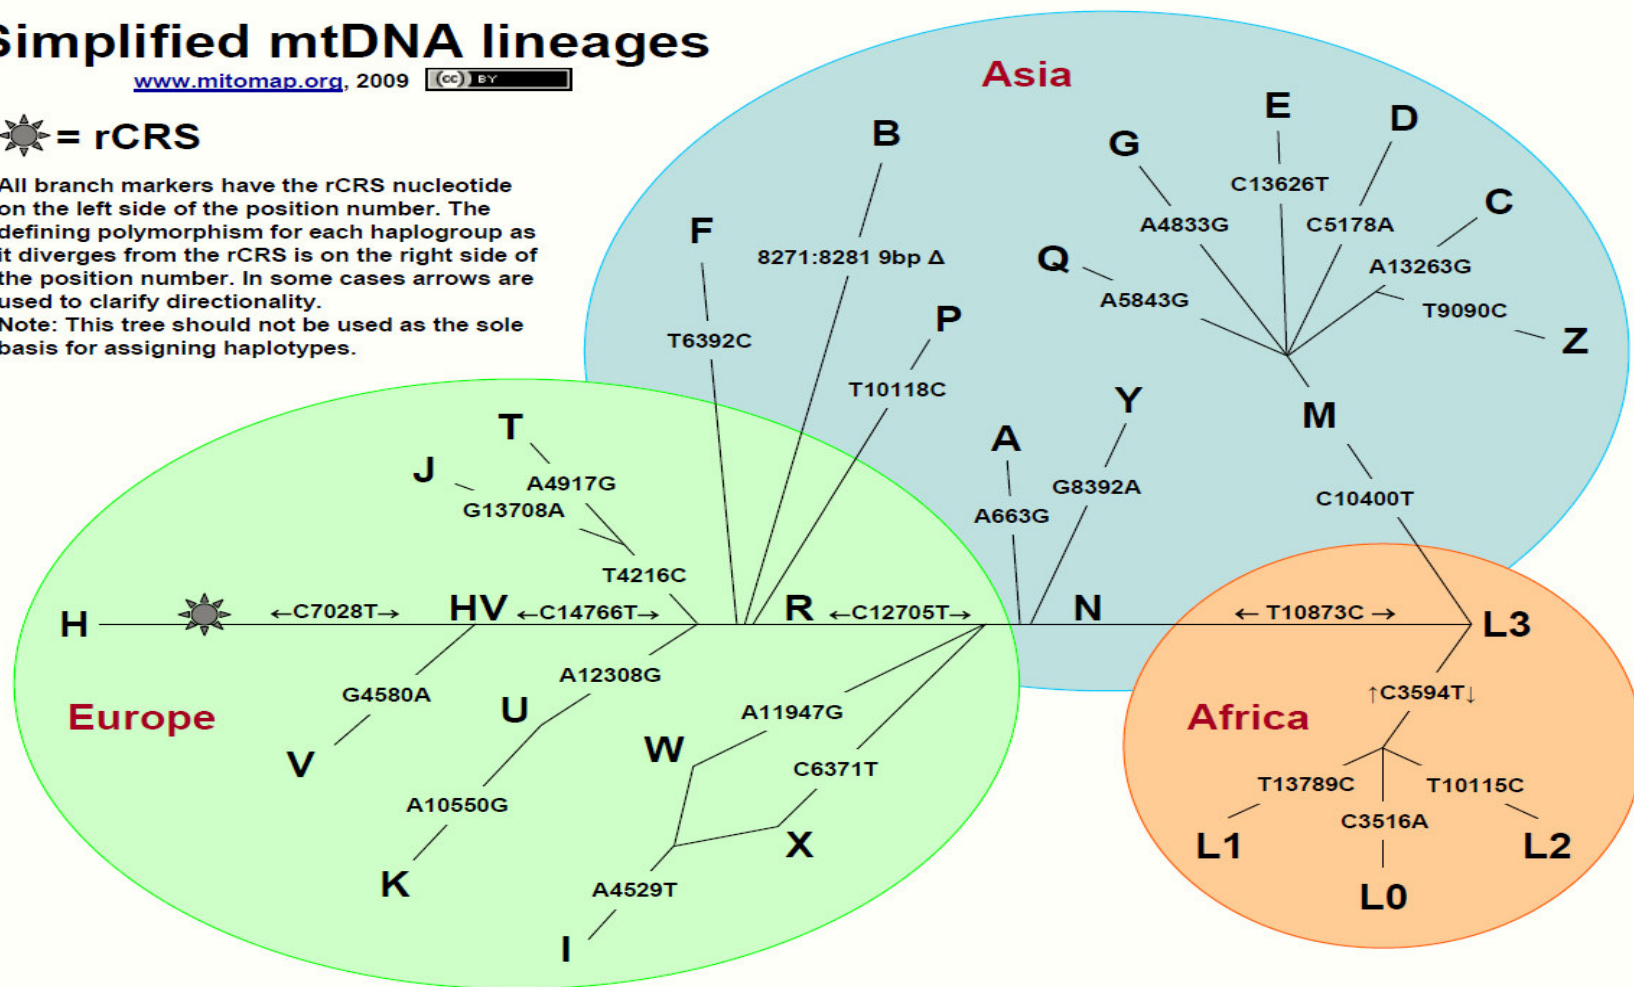 Simplified mtDNA lineages
www.mitomap.org, 2009 (cc) BY
= rCRS
All branch markers have the rCRS nucleotide
on the left side of the position number. The
defining polymorphism for each haplogroup as
it diverges from the rCRS is on the right side of
the position number. In some cases arrows are
used to clarify directionality.
Note: This tree should not be used as the sole
basis for assigning haplotypes.
Asia
B
G
E
D
C
F
Q
P
Z
C13626T
A4833G
C5178A
8271:8281 9bp Δ
A13263G
A5843G
T9090C
T6392C
T10118C
Y
M
A
T
J
A4917G
G13708A
G8392A
A663G
C10400T
T4216C
H
←C7028T→
HV
←C14766T→
R
←C12705T→
N
← T10873C →
L3
A12308G
G4580A
Europe
U
V
A10550G
K
W
A11947G
C6371T
X
A4529T
I
↑C3594T↓
Africa
T13789C
T10115C
C3516A
L1
L2
L0